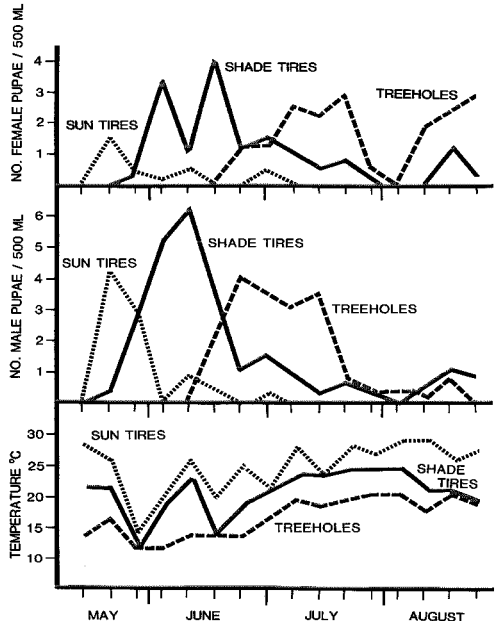 NO. FEMALE PUPAE / 500 ML
4
3
2
1
SUN TIRES
SHADE TIRES
TREEHOLES
NO. MALE PUPAE / 500 ML
6
5
4
3
2
1
SUN TIRES
SHADE TIRES
TREEHOLES
TEMPERATURE °C
30
25
20
15
10
SUN TIRES
SHADE
TIRES
TREEHOLES
MAY JUNE JULY AUGUST